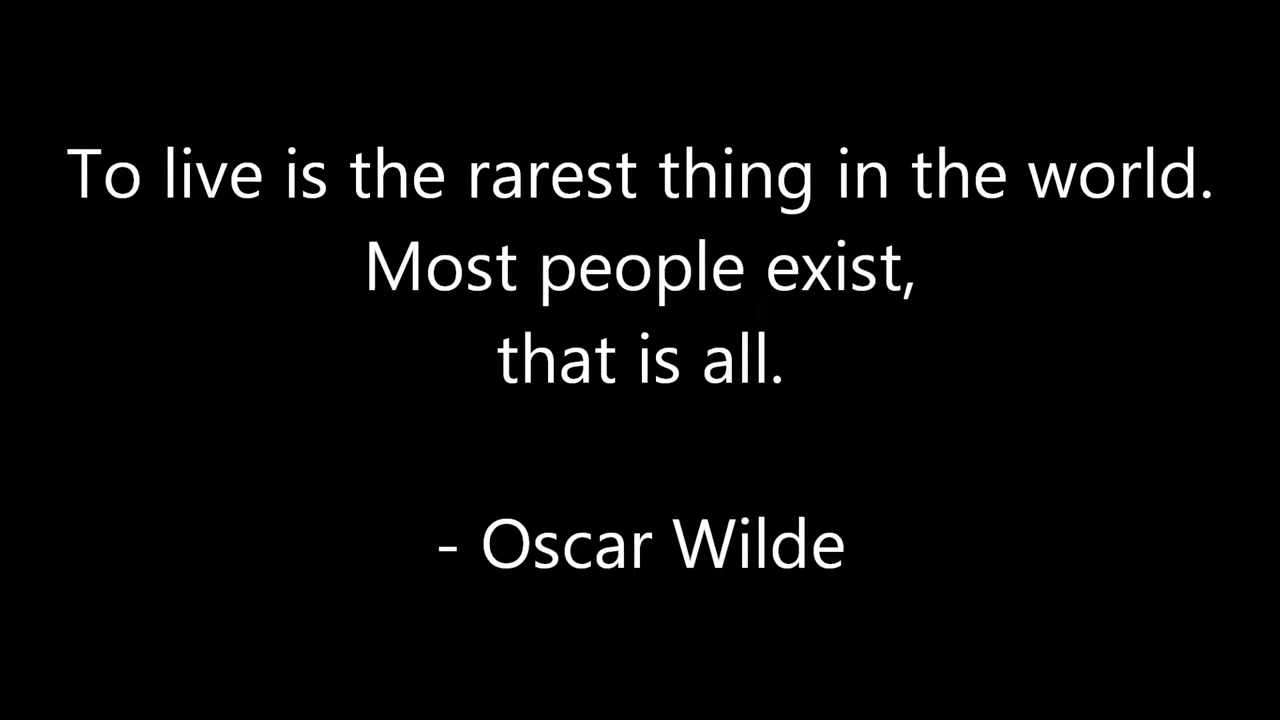 To live is the rarest thing in the world.
Most people exist,
that is all.
- Oscar Wilde